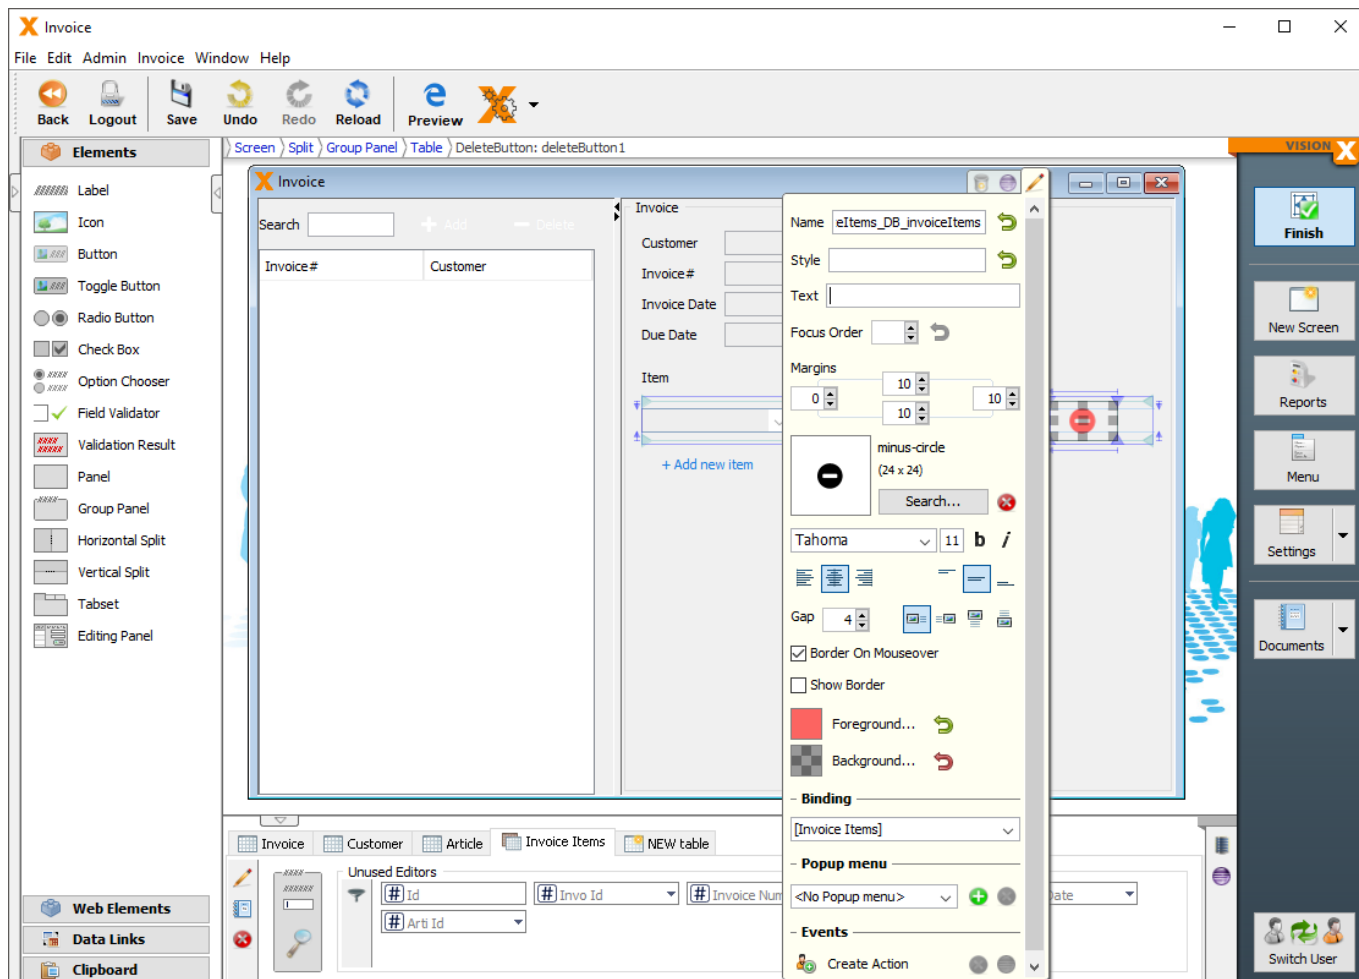 Invoice
File Edit Admin Invoice Window Help
Back Logout Save Undo Redo Reload Preview
Elements
Screen Split Group Panel Table DeleteButton: deleteButton1
VISION X
Label
Icon
Button
Toggle Button
Radio Button
Check Box
Option Chooser
Field Validator
Validation Result
Panel
Group Panel
Horizontal Split
Vertical Split
Tabset
Editing Panel
Web Elements
Data Links
Clipboard
Invoice
Search Add Delete
Invoice# Customer
Invoice
Customer
Invoice#
Invoice Date
Due Date
Item
+ Add new item
Name eItems_DB_invoiceItems
Style
Text
Focus Order
Margins
10
0 10
10
minus-circle
(24 x 24)
Search...
Tahoma 11 b i
Gap 4
Border On Mouseover
Show Border
Foreground...
Background...
Binding
[Invoice Items]
Popup menu
<No Popup menu>
Events
Create Action
Invoice Customer Article Invoice Items NEW table
Unused Editors
# Id # Invo Id # Invoice Num Date
# Arti Id
Finish
New Screen
Reports
Menu
Settings
Documents
Switch User